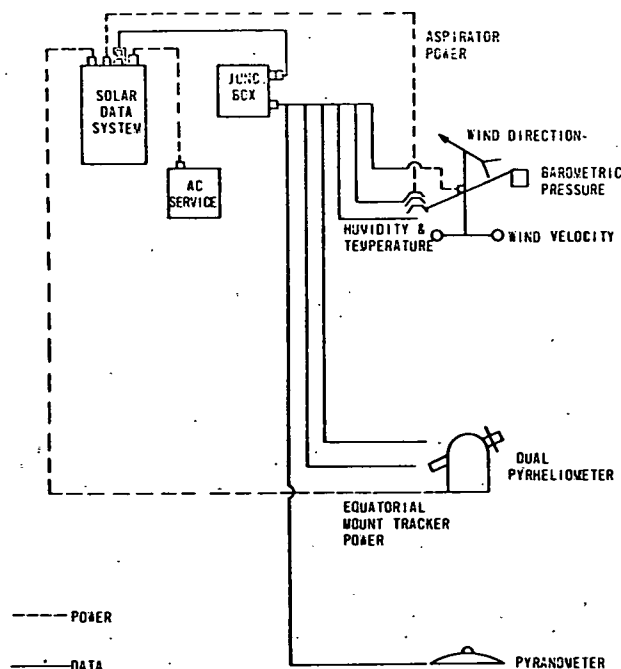 ASPIRATOR
POWER
JUNC.
BOX
SOLAR
DATA
SYSTEM
WIND DIRECTION-
BAROMETRIC
PRESSURE
AC
SERVICE
HUMIDITY &
TEMPERATURE
WIND VELOCITY
DUAL
PYRHELIOMETER
EQUATORIAL
MOUNT TRACKER
POWER
POWER
DATA
PYRANOMETER